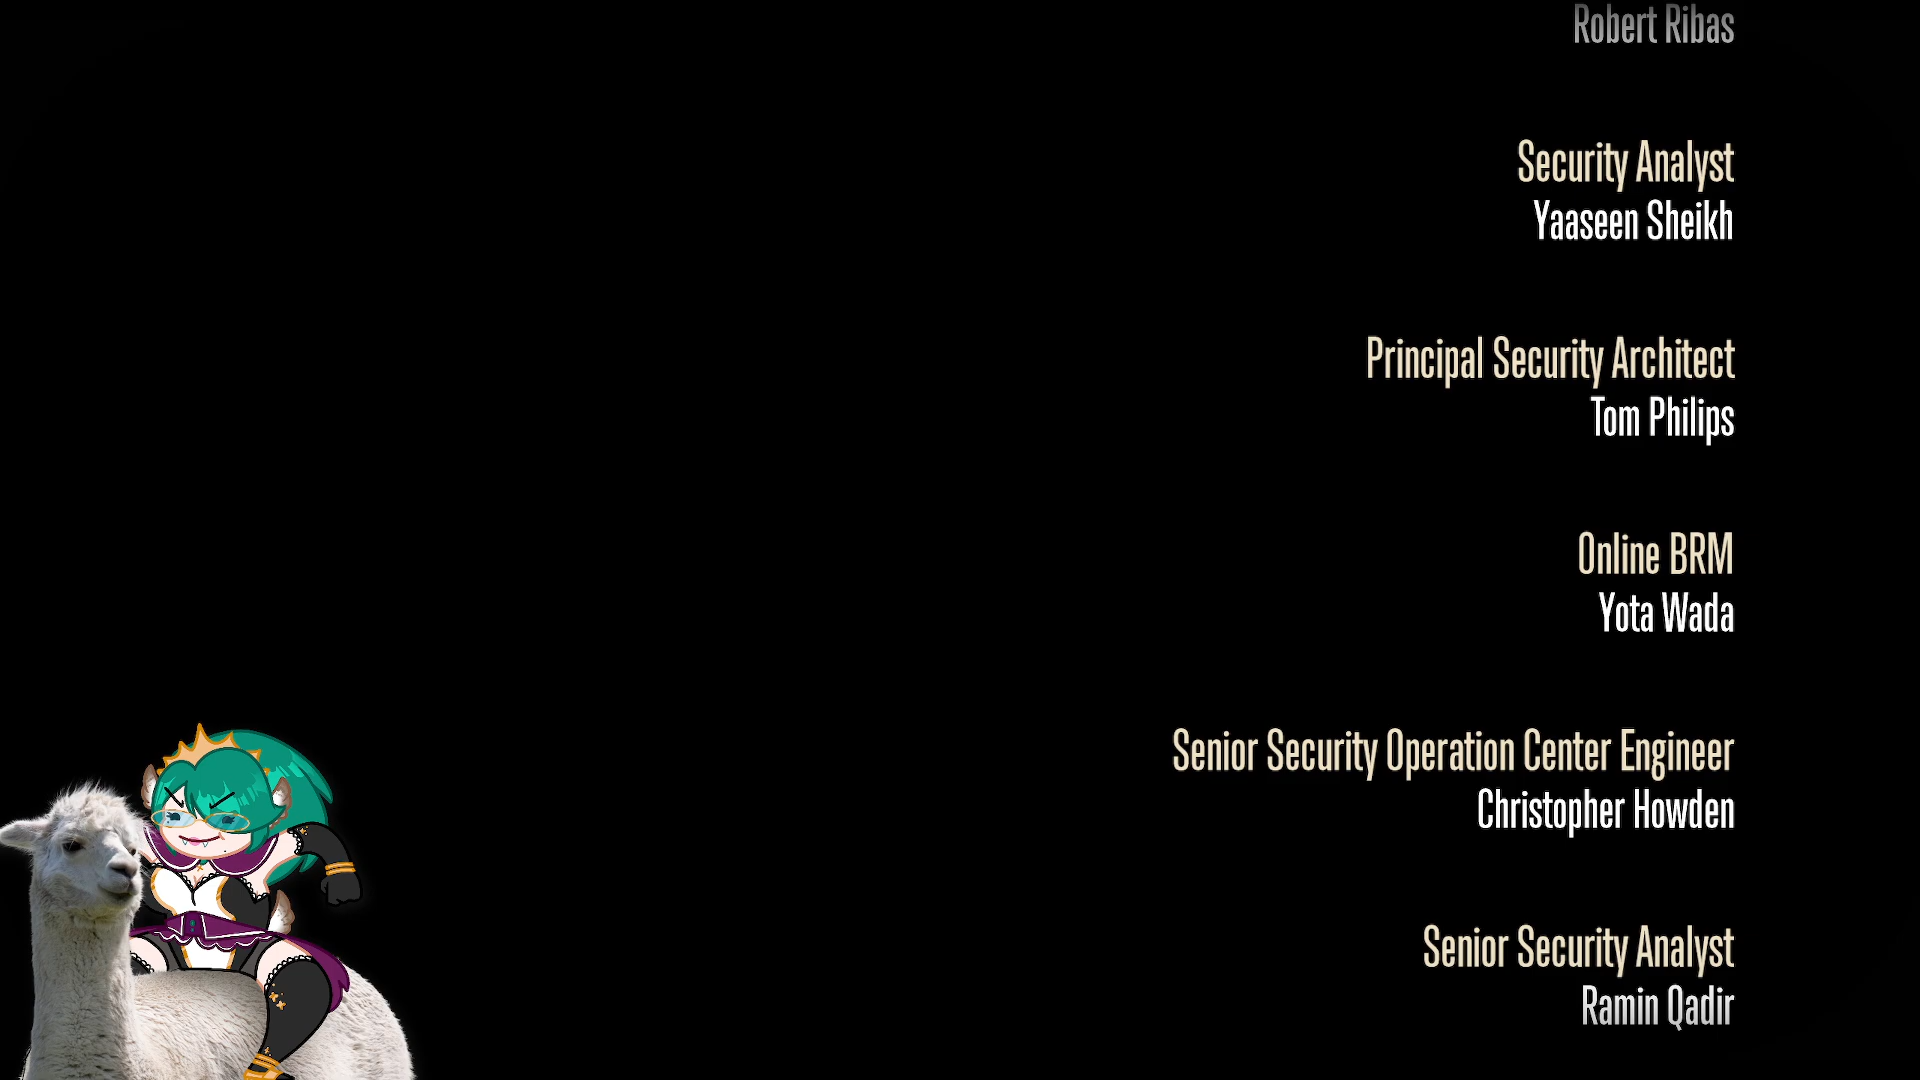 Robert Ribas
Security Analyst
Yaaseen Sheikh
Principal Security Architect
Tom Philips
Online BRM
Yota Wada
Senior Security Operation Center Engineer
Christopher Howden
Senior Security Analyst
Ramin Qadir